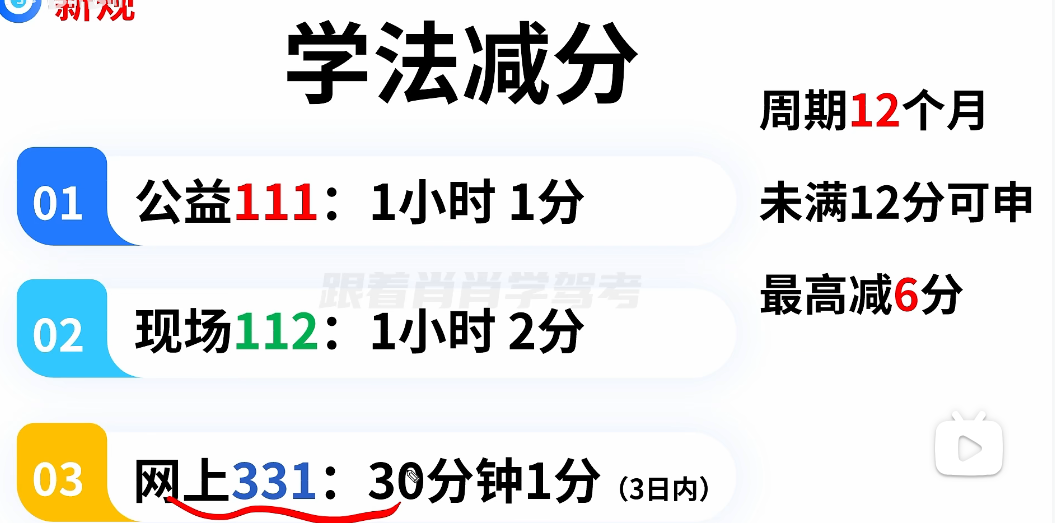 新规
学法减分
周期12个月
01 公益111：1小时 1分
未满12分可申
跟着肖肖学驾考
02 现场112：1小时 2分
最高减6分
03 网上331：30分钟1分（3日内）